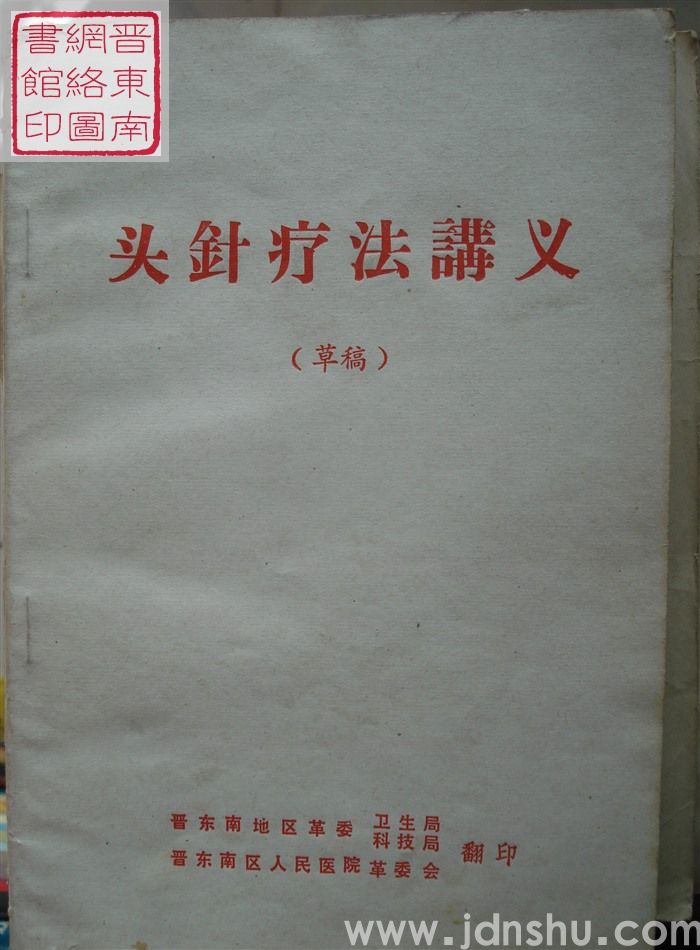 晋東南
網絡圖
書館印
头針疗法講义
（草稿）
晋东南地区革委 卫生局
科技局
晋东南区人民医院革委会 翻印
www.jdnshu.com